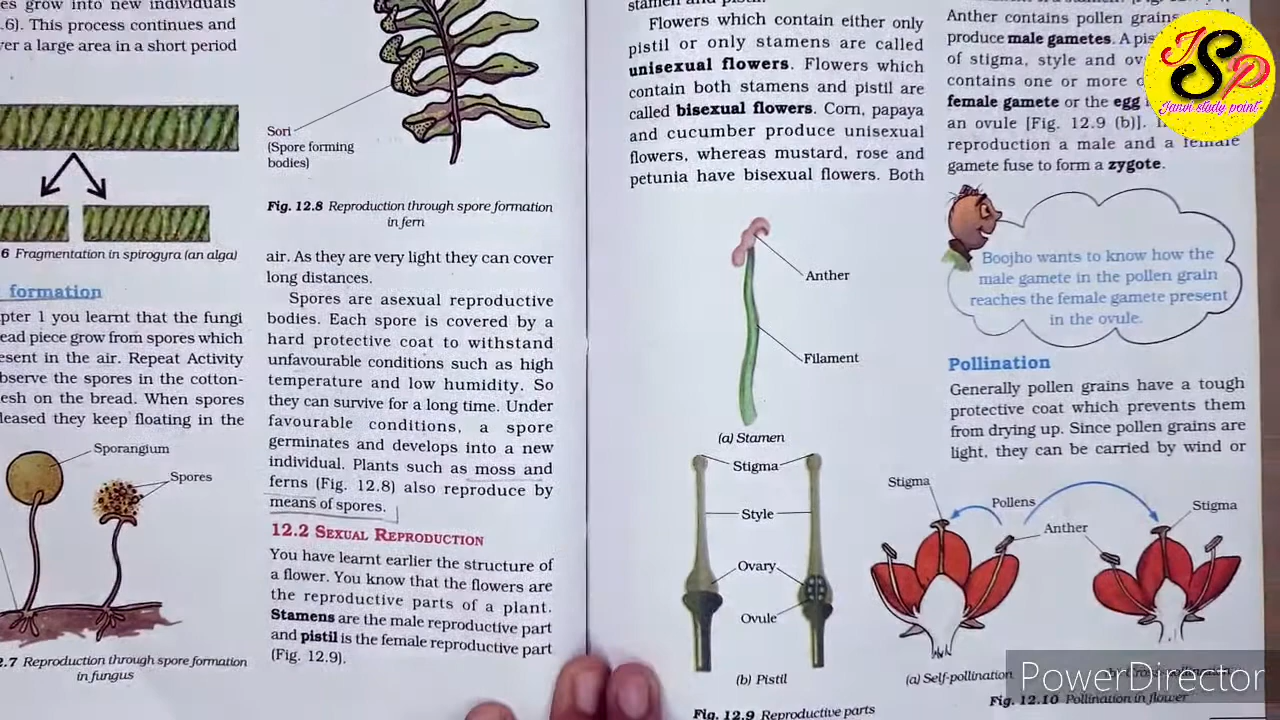 es grow into new individuals
.6). This process continues and
ver a large area in a short period
6 Fragmentation in spirogyra (an alga)
formation
pter 1 you learnt that the fungi
ead piece grow from spores which
esent in the air. Repeat Activity
bserve the spores in the cotton-
esh on the bread. When spores
leased they keep floating in the
Sporangium
Spores
2.7 Reproduction through spore formation
in fungus
Sori
(Spore forming
bodies)
Fig. 12.8 Reproduction through spore formation
in fern
air. As they are very light they can cover
long distances.
Spores are asexual reproductive
bodies. Each spore is covered by a
hard protective coat to withstand
unfavourable conditions such as high
temperature and low humidity. So
they can survive for a long time. Under
favourable conditions, a spore
germinates and develops into a new
individual. Plants such as moss and
ferns (Fig. 12.8) also reproduce by
means of spores.
12.2 SEXUAL REPRODUCTION
You have learnt earlier the structure of
a flower. You know that the flowers are
the reproductive parts of a plant.
Stamens are the male reproductive part
and pistil is the female reproductive part
(Fig. 12.9).
stamen and pistil.
Flowers which contain either only
pistil or only stamens are called
unisexual flowers. Flowers which
contain both stamens and pistil are
called bisexual flowers. Corn, papaya
and cucumber produce unisexual
flowers, whereas mustard, rose and
petunia have bisexual flowers. Both
Anther
Filament
(a) Stamen
Stigma
Style
Ovary
Ovule
(b) Pistil
Fig. 12.9 Reproductive parts
Anther contains pollen grains
produce male gametes. A pis
of stigma, style and ov
contains one or more o
female gamete or the egg
an ovule [Fig. 12.9 (b)]. I
reproduction a male and a female
gamete fuse to form a zygote.
Boojho wants to know how the
male gamete in the pollen grain
reaches the female gamete present
in the ovule.
Pollination
Generally pollen grains have a tough
protective coat which prevents them
from drying up. Since pollen grains are
light, they can be carried by wind or
Stigma
Pollens
Anther
Stigma
(a) Self-pollination
Fig. 12.10 Pollination in flower
JSP
Janvi study point
PowerDirector